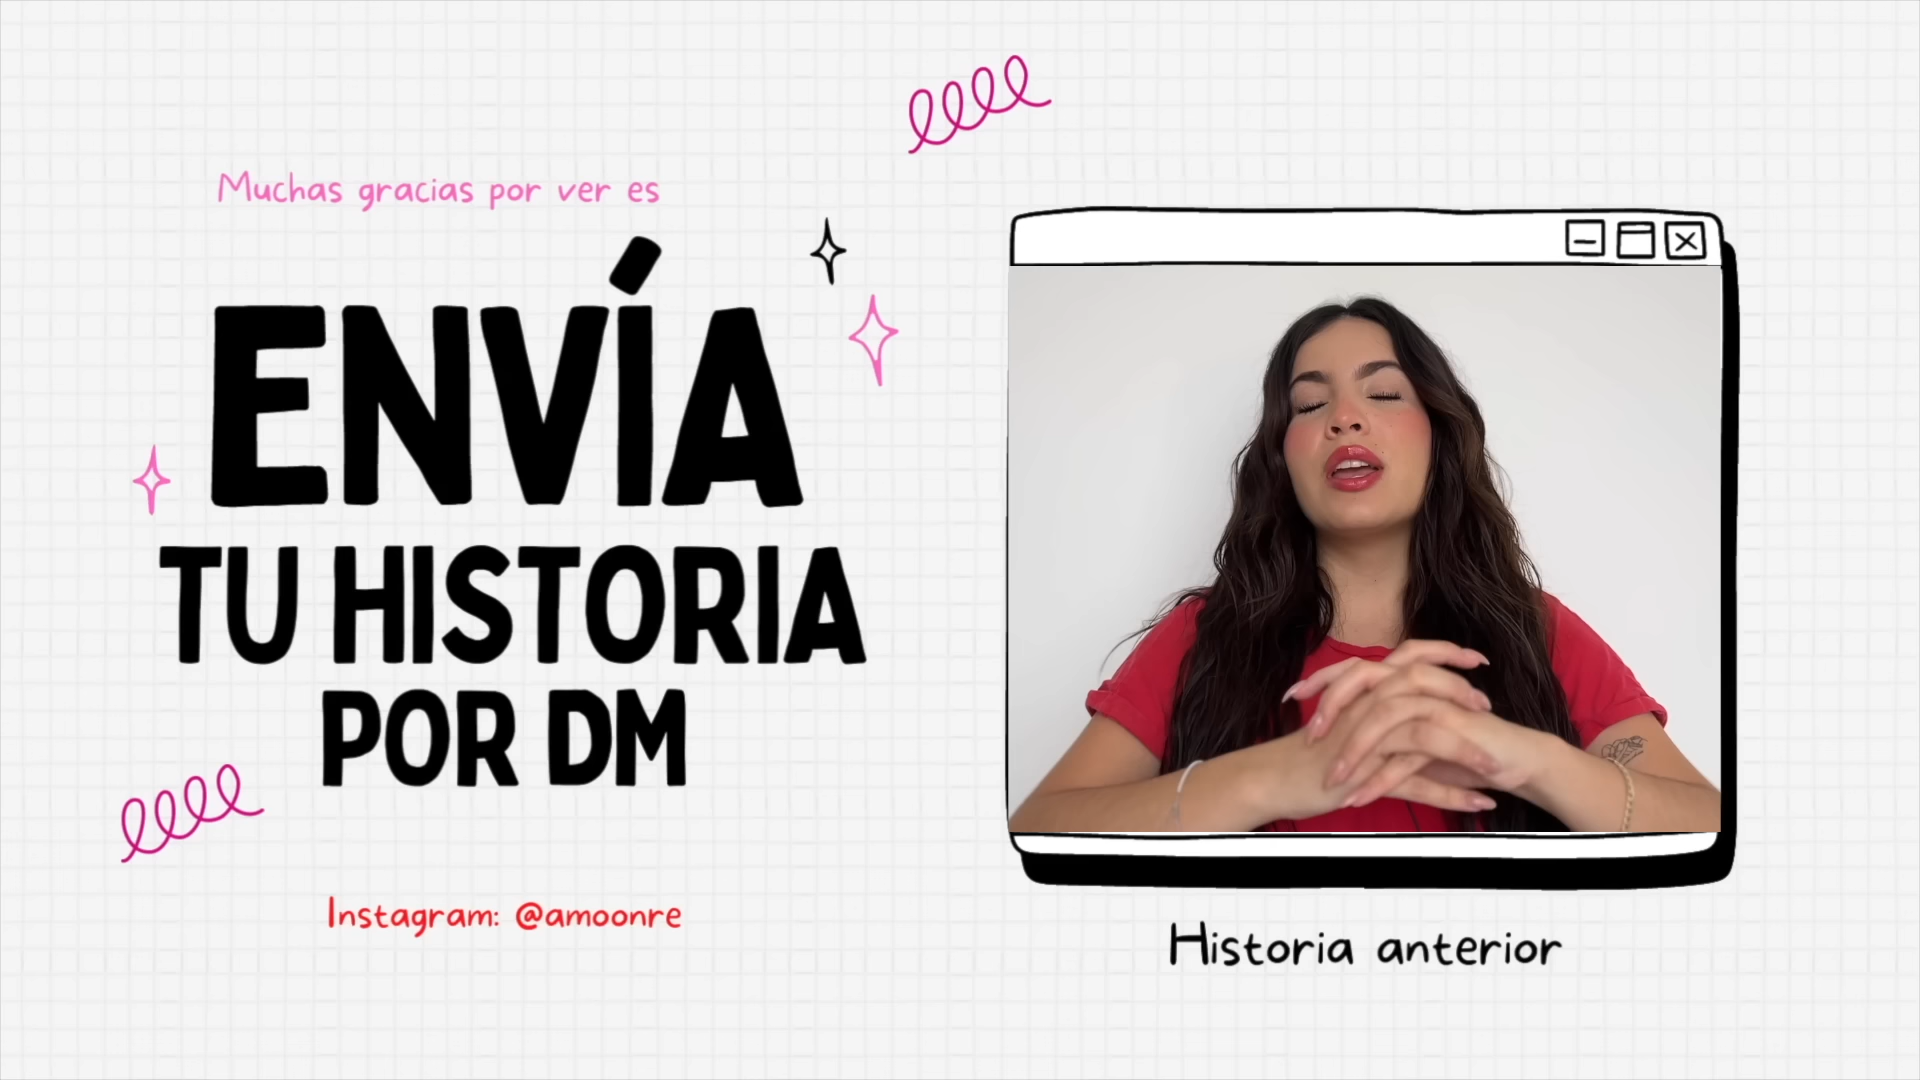 Muchas gracias por ver es
ENVÍA
TU HISTORIA
POR DM
Instagram: @amoonre
Historia anterior